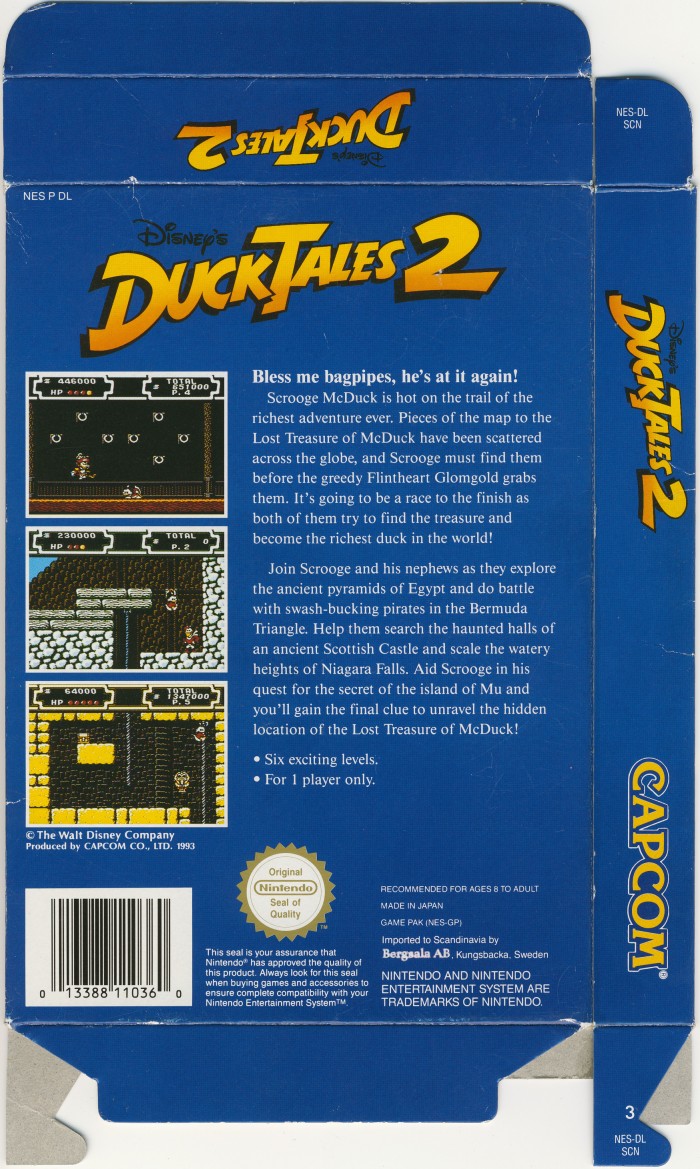 Disney's
DUCKTALES 2
NES-DL
SCN
NES P DL
Disney's
DUCKTALES 2
$ 446000
HP
TOTAL
$ 651000
P. 4
$ 230000
HP
TOTAL
$ 0
P. 2
$ 64000
HP
TOTAL
$ 1347000
P. 5
Bless me bagpipes, he's at it again!
Scrooge McDuck is hot on the trail of the
richest adventure ever. Pieces of the map to the
Lost Treasure of McDuck have been scattered
across the globe, and Scrooge must find them
before the greedy Flintheart Glomgold grabs
them. It's going to be a race to the finish as
both of them try to find the treasure and
become the richest duck in the world!
Join Scrooge and his nephews as they explore
the ancient pyramids of Egypt and do battle
with swash-bucking pirates in the Bermuda
Triangle. Help them search the haunted halls of
an ancient Scottish Castle and scale the watery
heights of Niagara Falls. Aid Scrooge in his
quest for the secret of the island of Mu and
you'll gain the final clue to unravel the hidden
location of the Lost Treasure of McDuck!
• Six exciting levels.
• For 1 player only.
© The Walt Disney Company
Produced by CAPCOM CO., LTD. 1993
0 13388 11036 0
Original
Nintendo
Seal of
Quality
TM
This seal is your assurance that
Nintendo® has approved the quality of
this product. Always look for this seal
when buying games and accessories to
ensure complete compatibility with your
Nintendo Entertainment System™.
RECOMMENDED FOR AGES 8 TO ADULT
MADE IN JAPAN
GAME PAK (NES-GP)
Imported to Scandinavia by
Bergsala AB, Kungsbacka, Sweden
NINTENDO AND NINTENDO
ENTERTAINMENT SYSTEM ARE
TRADEMARKS OF NINTENDO.
Disney's
DUCKTALES 2
CAPCOM©
3
NES-DL
SCN